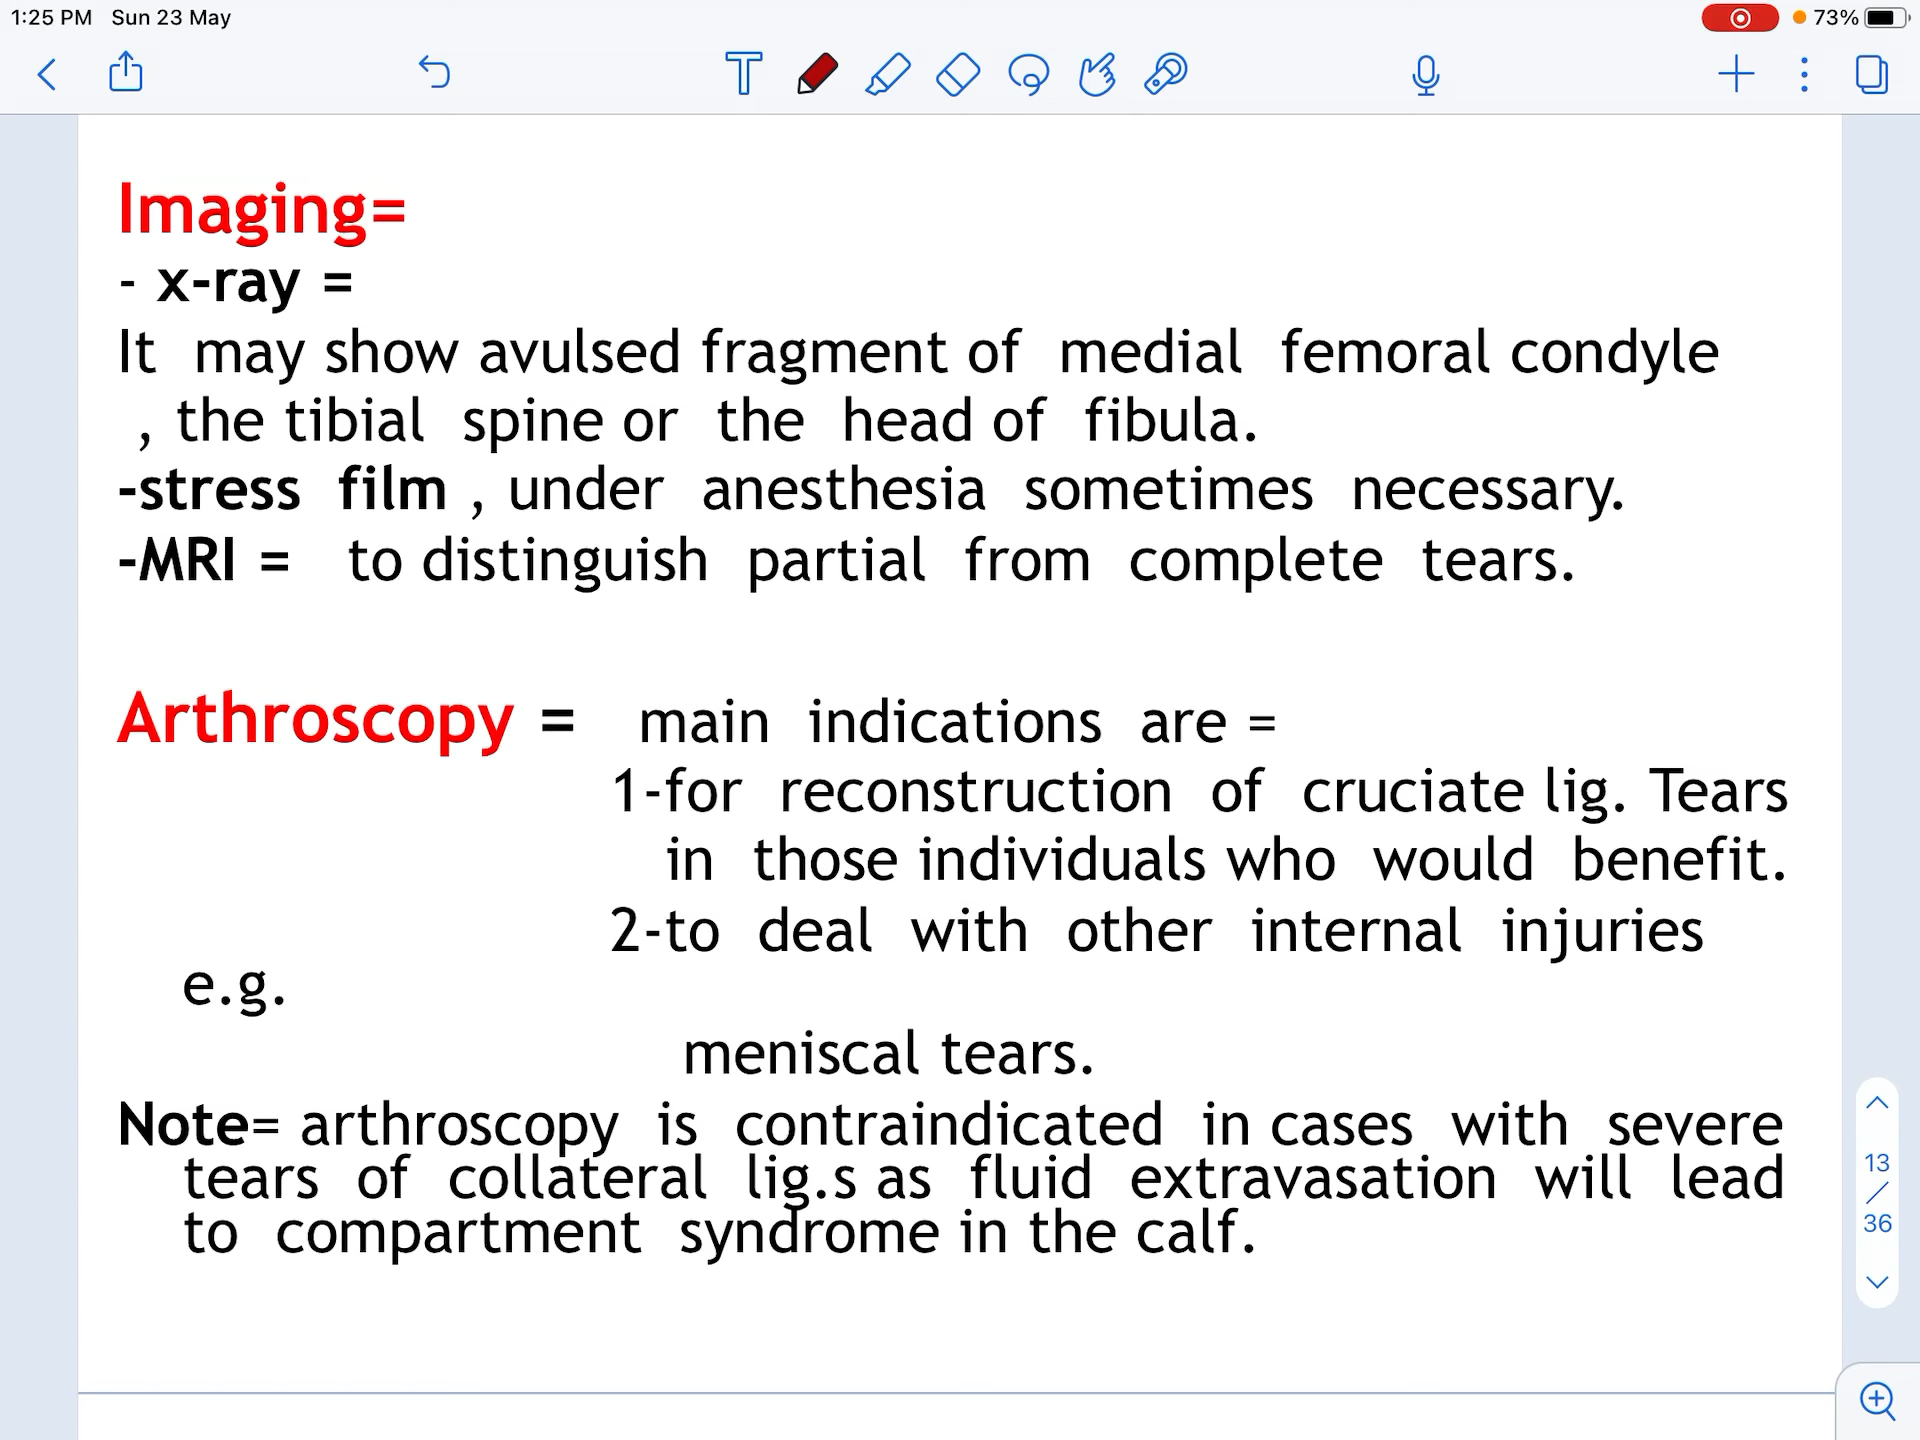 1:25 PM Sun 23 May
73%
Imaging=
- x-ray =
It may show avulsed fragment of medial femoral condyle
, the tibial spine or the head of fibula.
-stress film , under anesthesia sometimes necessary.
-MRI = to distinguish partial from complete tears.
Arthroscopy = main indications are =
1-for reconstruction of cruciate lig. Tears
in those individuals who would benefit.
2-to deal with other internal injuries
e.g.
meniscal tears.
Note= arthroscopy is contraindicated in cases with severe
tears of collateral lig.s as fluid extravasation will lead
to compartment syndrome in the calf.
13
/
36